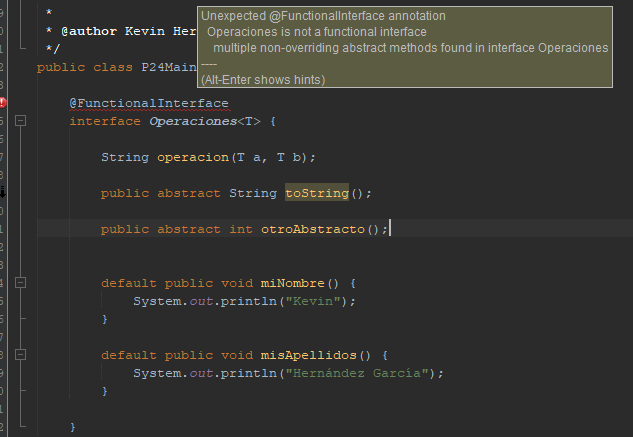 *
* @author Kevin Her
*/
Unexpected @FunctionalInterface annotation
Operaciones is not a functional interface
multiple non-overriding abstract methods found in interface Operaciones
----
(Alt-Enter shows hints)
public class P24Main
@FunctionalInterface
interface Operaciones<T> {
String operacion(T a, T b);
public abstract String toString();
public abstract int otroAbstracto();
default public void miNombre() {
System.out.println("Kevin");
}
default public void misApellidos() {
System.out.println("Hernández García");
}
}